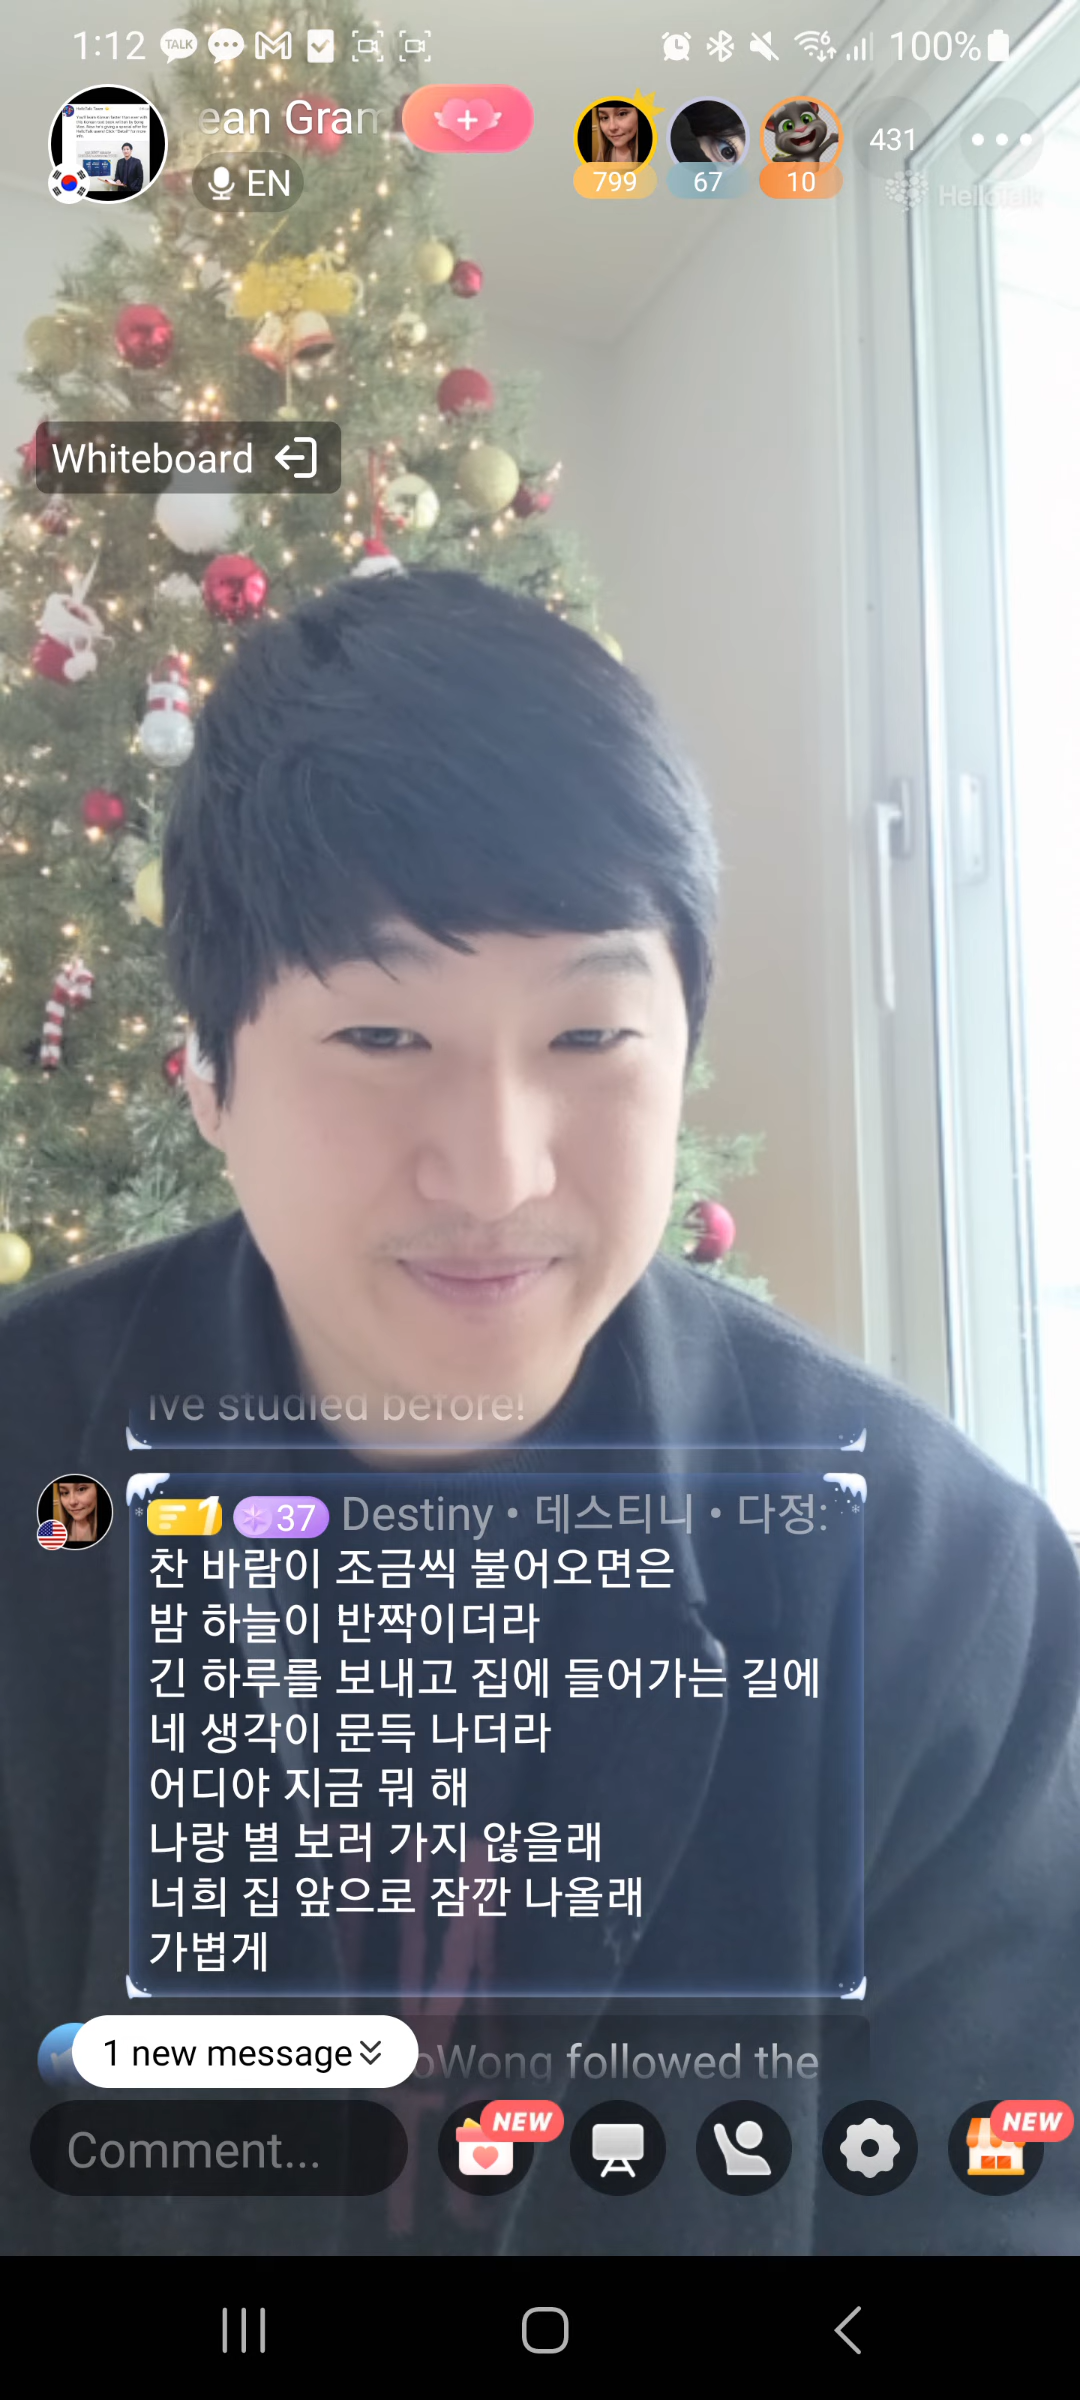 1:12 TALK 100%
ean Gran
EN
799 67 10 431
HelloTalk
Whiteboard
ive studied before!
1 37 Destiny • 데스티니 • 다정:
찬 바람이 조금씩 불어오면은
밤 하늘이 반짝이더라
긴 하루를 보내고 집에 들어가는 길에
네 생각이 문득 나더라
어디야 지금 뭐 해
나랑 별 보러 가지 않을래
너희 집 앞으로 잠깐 나올래
가볍게
1 new message
oWong followed the
Comment...
NEW
NEW